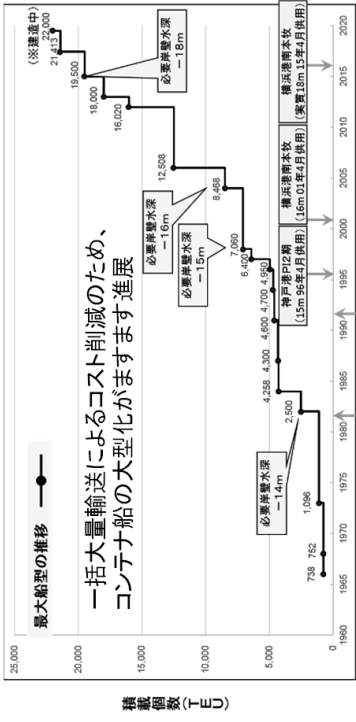 最大船型の推移
一括大量輸送によるコスト削減のため、
コンテナ船の大型化がますます進展
積載個数(TEU)
25,000
20,000
15,000
10,000
5,000
0
1960
1965
1970
1975
1980
1985
1990
1995
2000
2005
2010
2015
2020
738
752
1,096
2,500
4,258
4,300
4,600
4,700
4,950
6,400
7,060
8,468
12,508
16,020
18,000
19,500
21,413
22,000
(※建造中)
必要岸壁水深
－14m
必要岸壁水深
－15m
必要岸壁水深
－16m
必要岸壁水深
－18m
神戸港PI2期
(15m 96年4月供用)
横浜港南本牧
(16m 01年4月供用)
横浜港南本牧
(実質18m 15年4月供用)